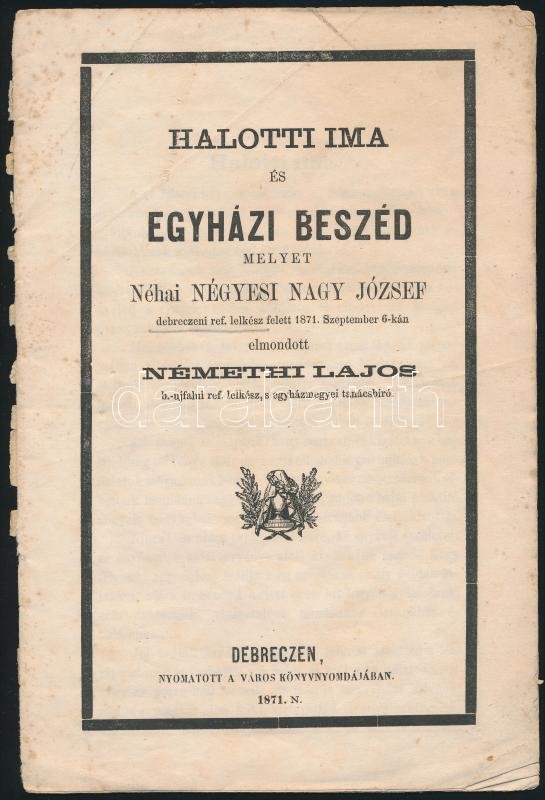 HALOTTI IMA
ÉS
EGYHÁZI BESZÉD
MELYET
Néhai NÉGYESI NAGY JÓZSEF
debreczeni ref. lelkész felett 1871. Szeptember 6-kán
elmondott
NÉMETHI LAJOS
darabanth
b.-ujfalui ref. lelkész, s egyházmegyei tanácsbiró.
DEBRECZEN,
NYOMATOTT A VÁROS KÖNYVNYOMDÁJÁBAN.
1871. N.